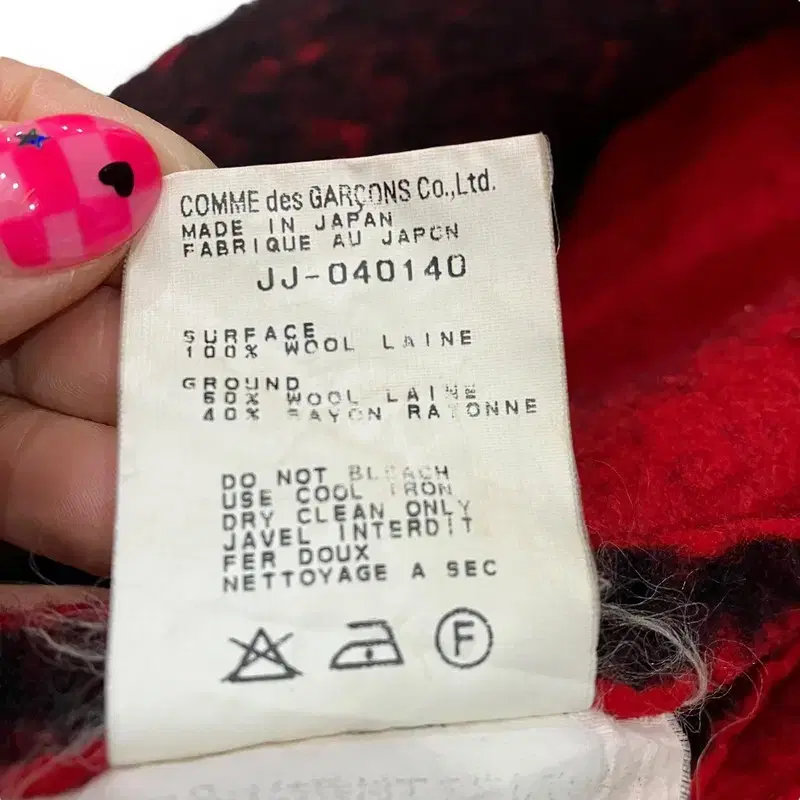 COMME des GARÇONS Co.,Ltd.
MADE IN JAPAN
FABRIQUE AU JAPON
JJ-040140
SURFACE
100% WOOL LAINE
GROUND
60% WOOL LAINE
40% RAYON RAYONNE
DO NOT BLEACH
USE COOL IRON
DRY CLEAN ONLY
JAVEL INTERDIT
FER DOUX
NETTOYAGE A SEC
F